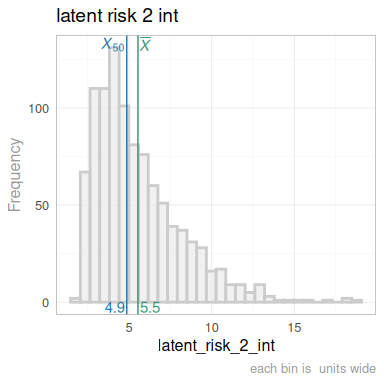 latent risk 2 int
X50 X̅
100
50
0
Frequency
4.9 5.5
5 10 15
latent_risk_2_int
each bin is  units wide